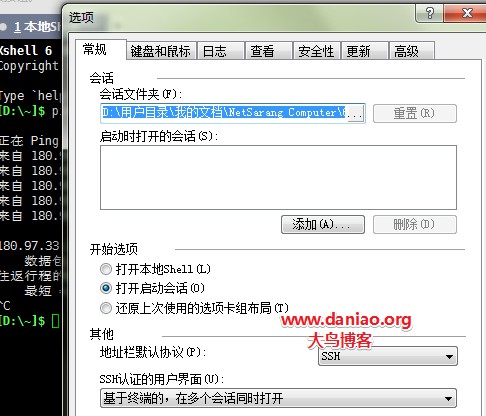 选项
1 本地Sh
Xshell 6
Copyright
Type `help
[D:\~]$ p
正在 Ping
来自 180.9
来自 180.9
来自 180.9
来自 180.9
180.97.33
数据包
往返行程的
最短
^C
[D:\~]$
常规 键盘和鼠标 日志 查看 安全性 更新 高级
会话
会话文件夹(F):
D:\用户目录\我的文档\NetSarang Computer\ ... 重置(R)
启动时打开的会话(S):
添加(A)... 删除(D)
开始选项
打开本地Shell(L)
打开启动会话(O)
还原上次使用的选项卡组布局(T)
www.daniao.org
大鸟博客
其他
地址栏默认协议(P): SSH
SSH认证的用户界面(U):
基于终端的，在多个会话同时打开